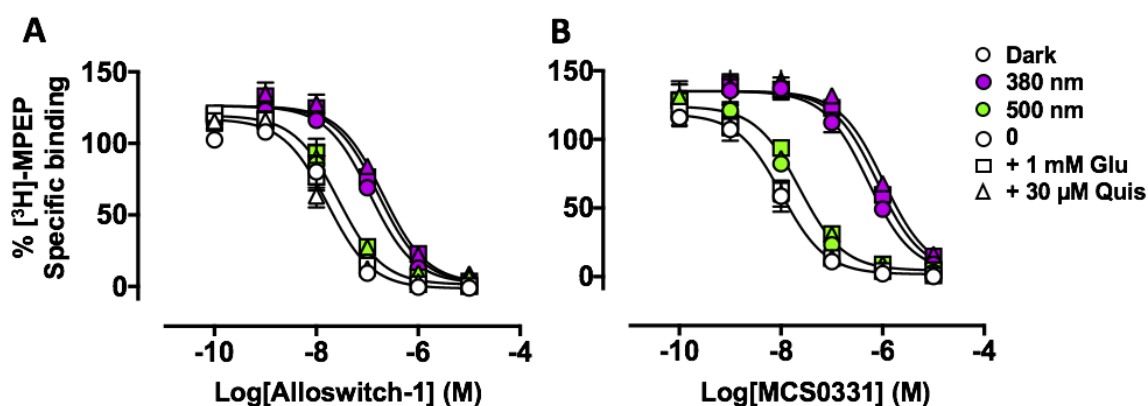 A
B
% [³H]-MPEP
Specific binding
150
100
50
0
-10
-8
-6
-4
Log[Alloswitch-1] (M)
150
100
50
0
-10
-8
-6
-4
Log[MCS0331] (M)
Dark
380 nm
500 nm
0
+ 1 mM Glu
+ 30 µM Quis